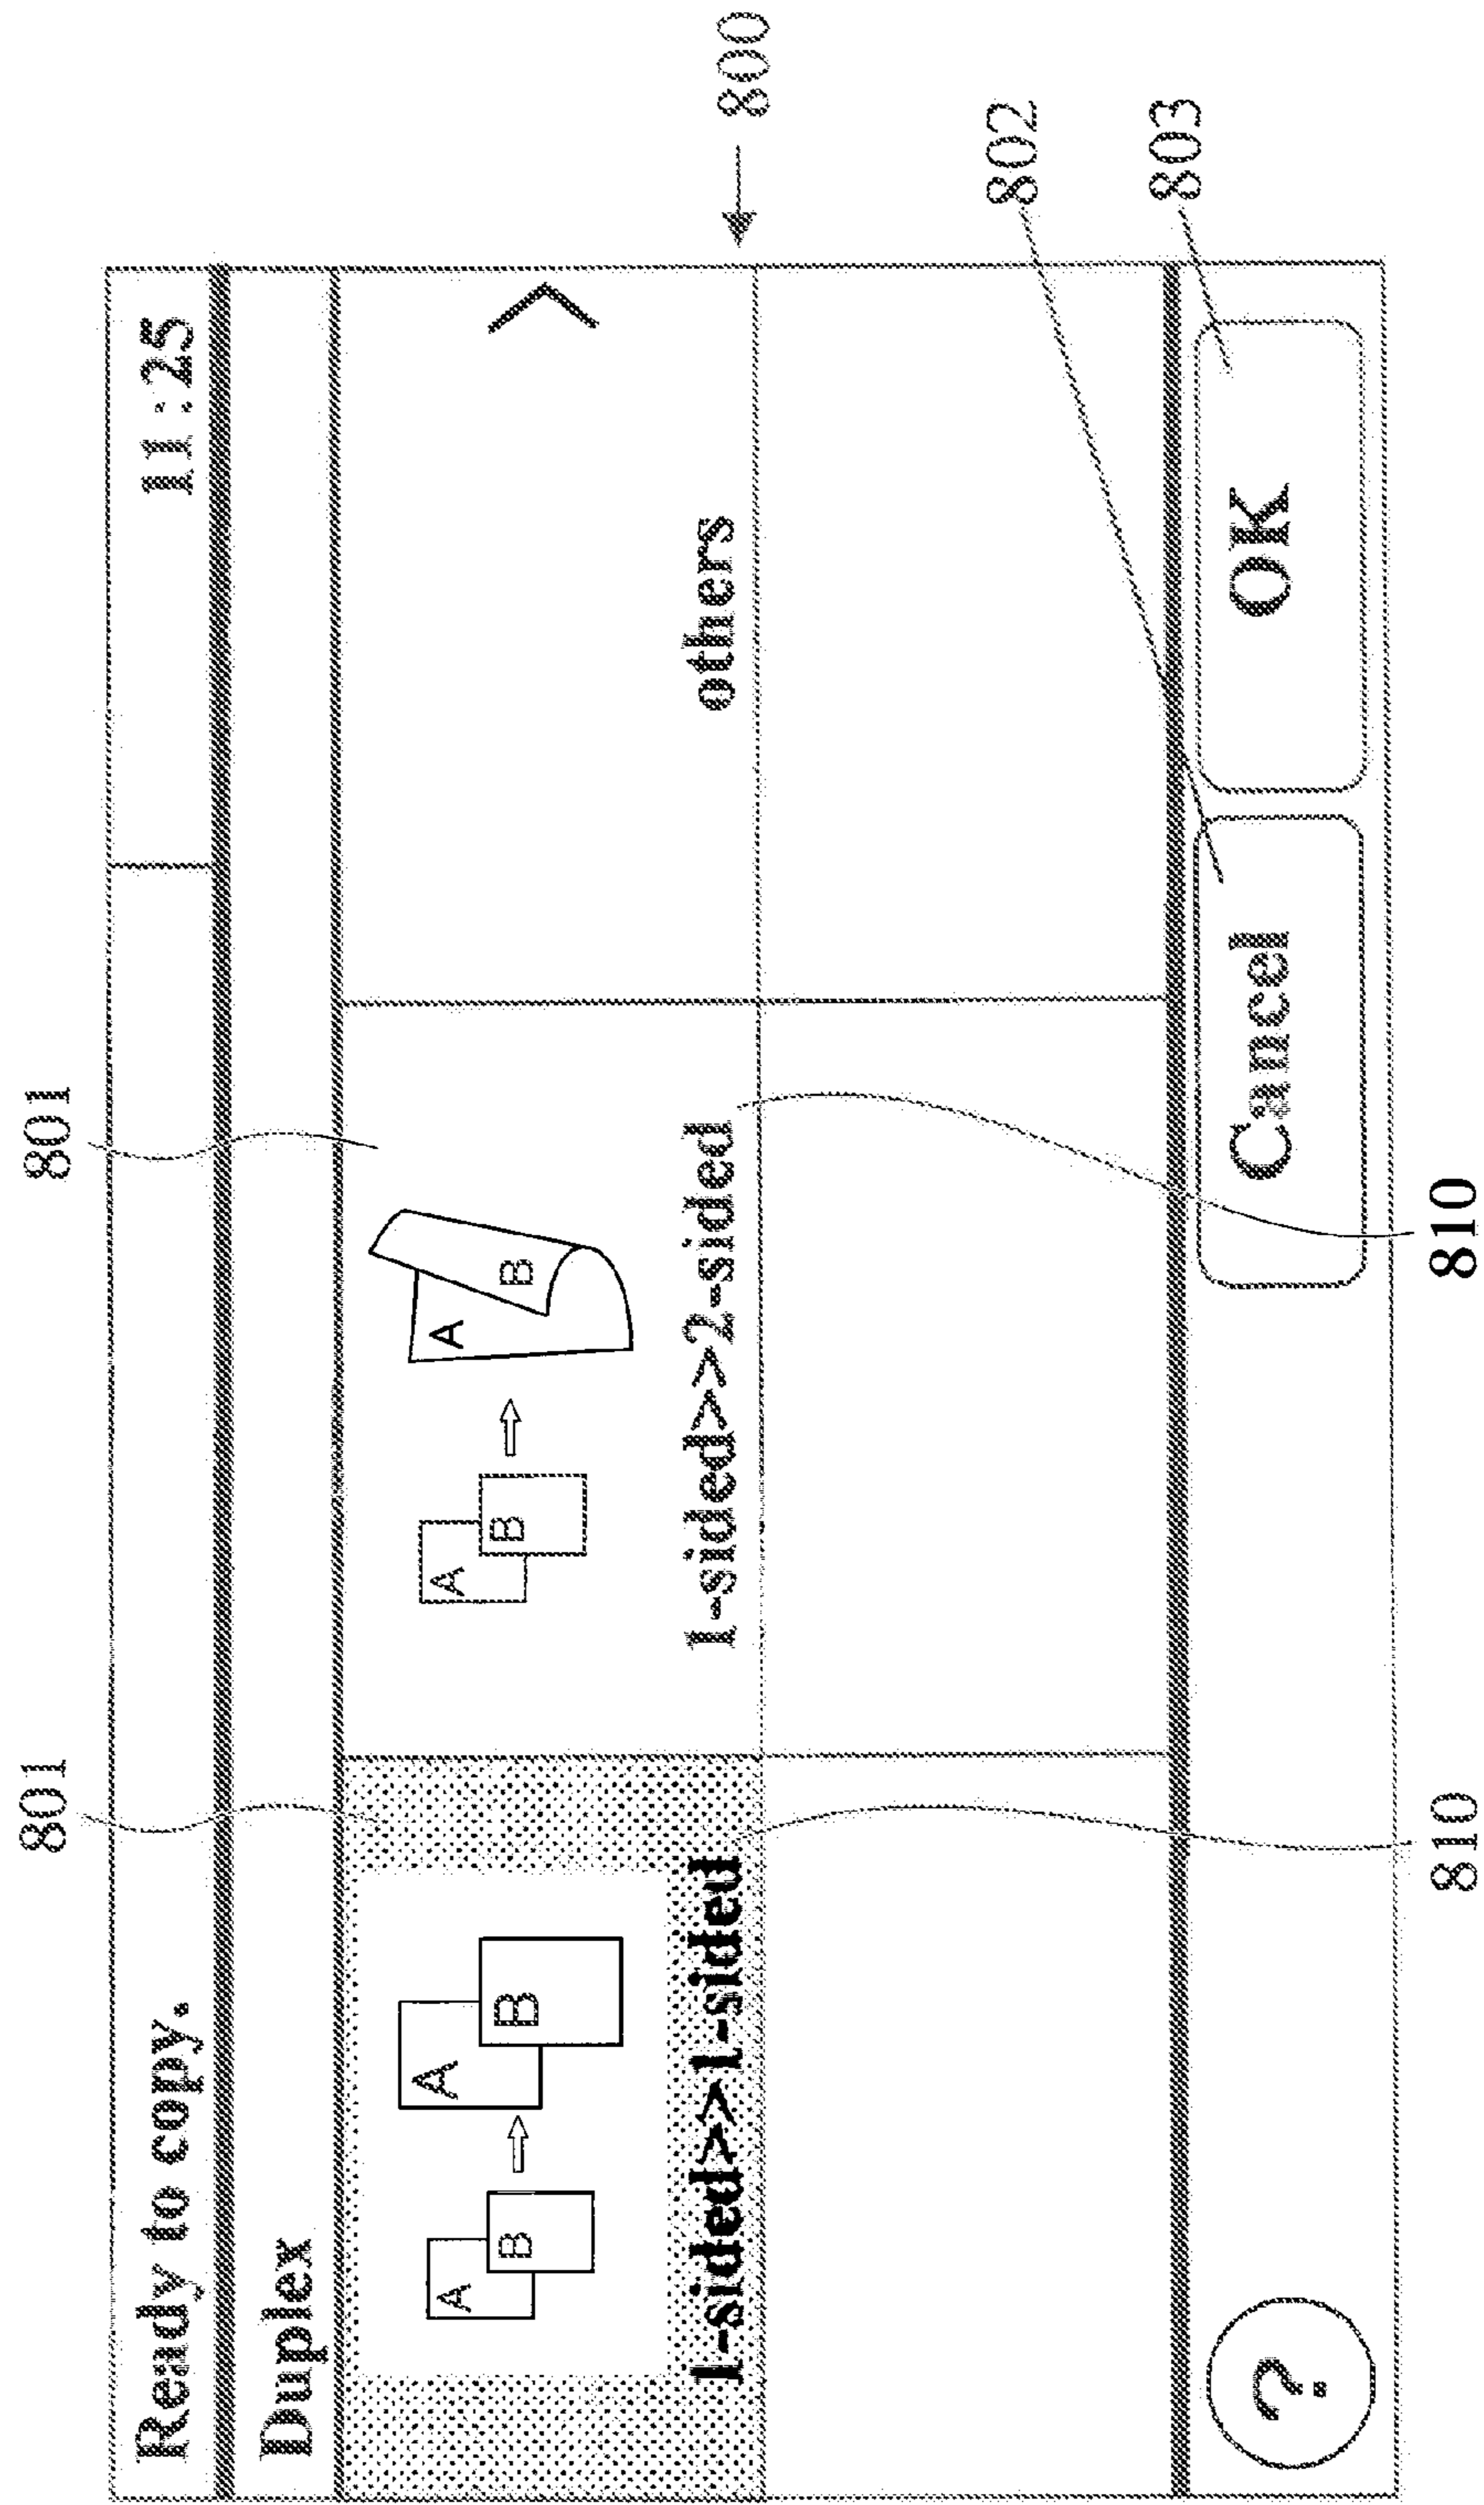 801
801
Ready to copy.
11:25
Duplex
A
B
A
B
A
B
A
B
>
1-sided>>1-sided
1-sided>>2-sided
others
800
802
803
?
Cancel
OK
810
810